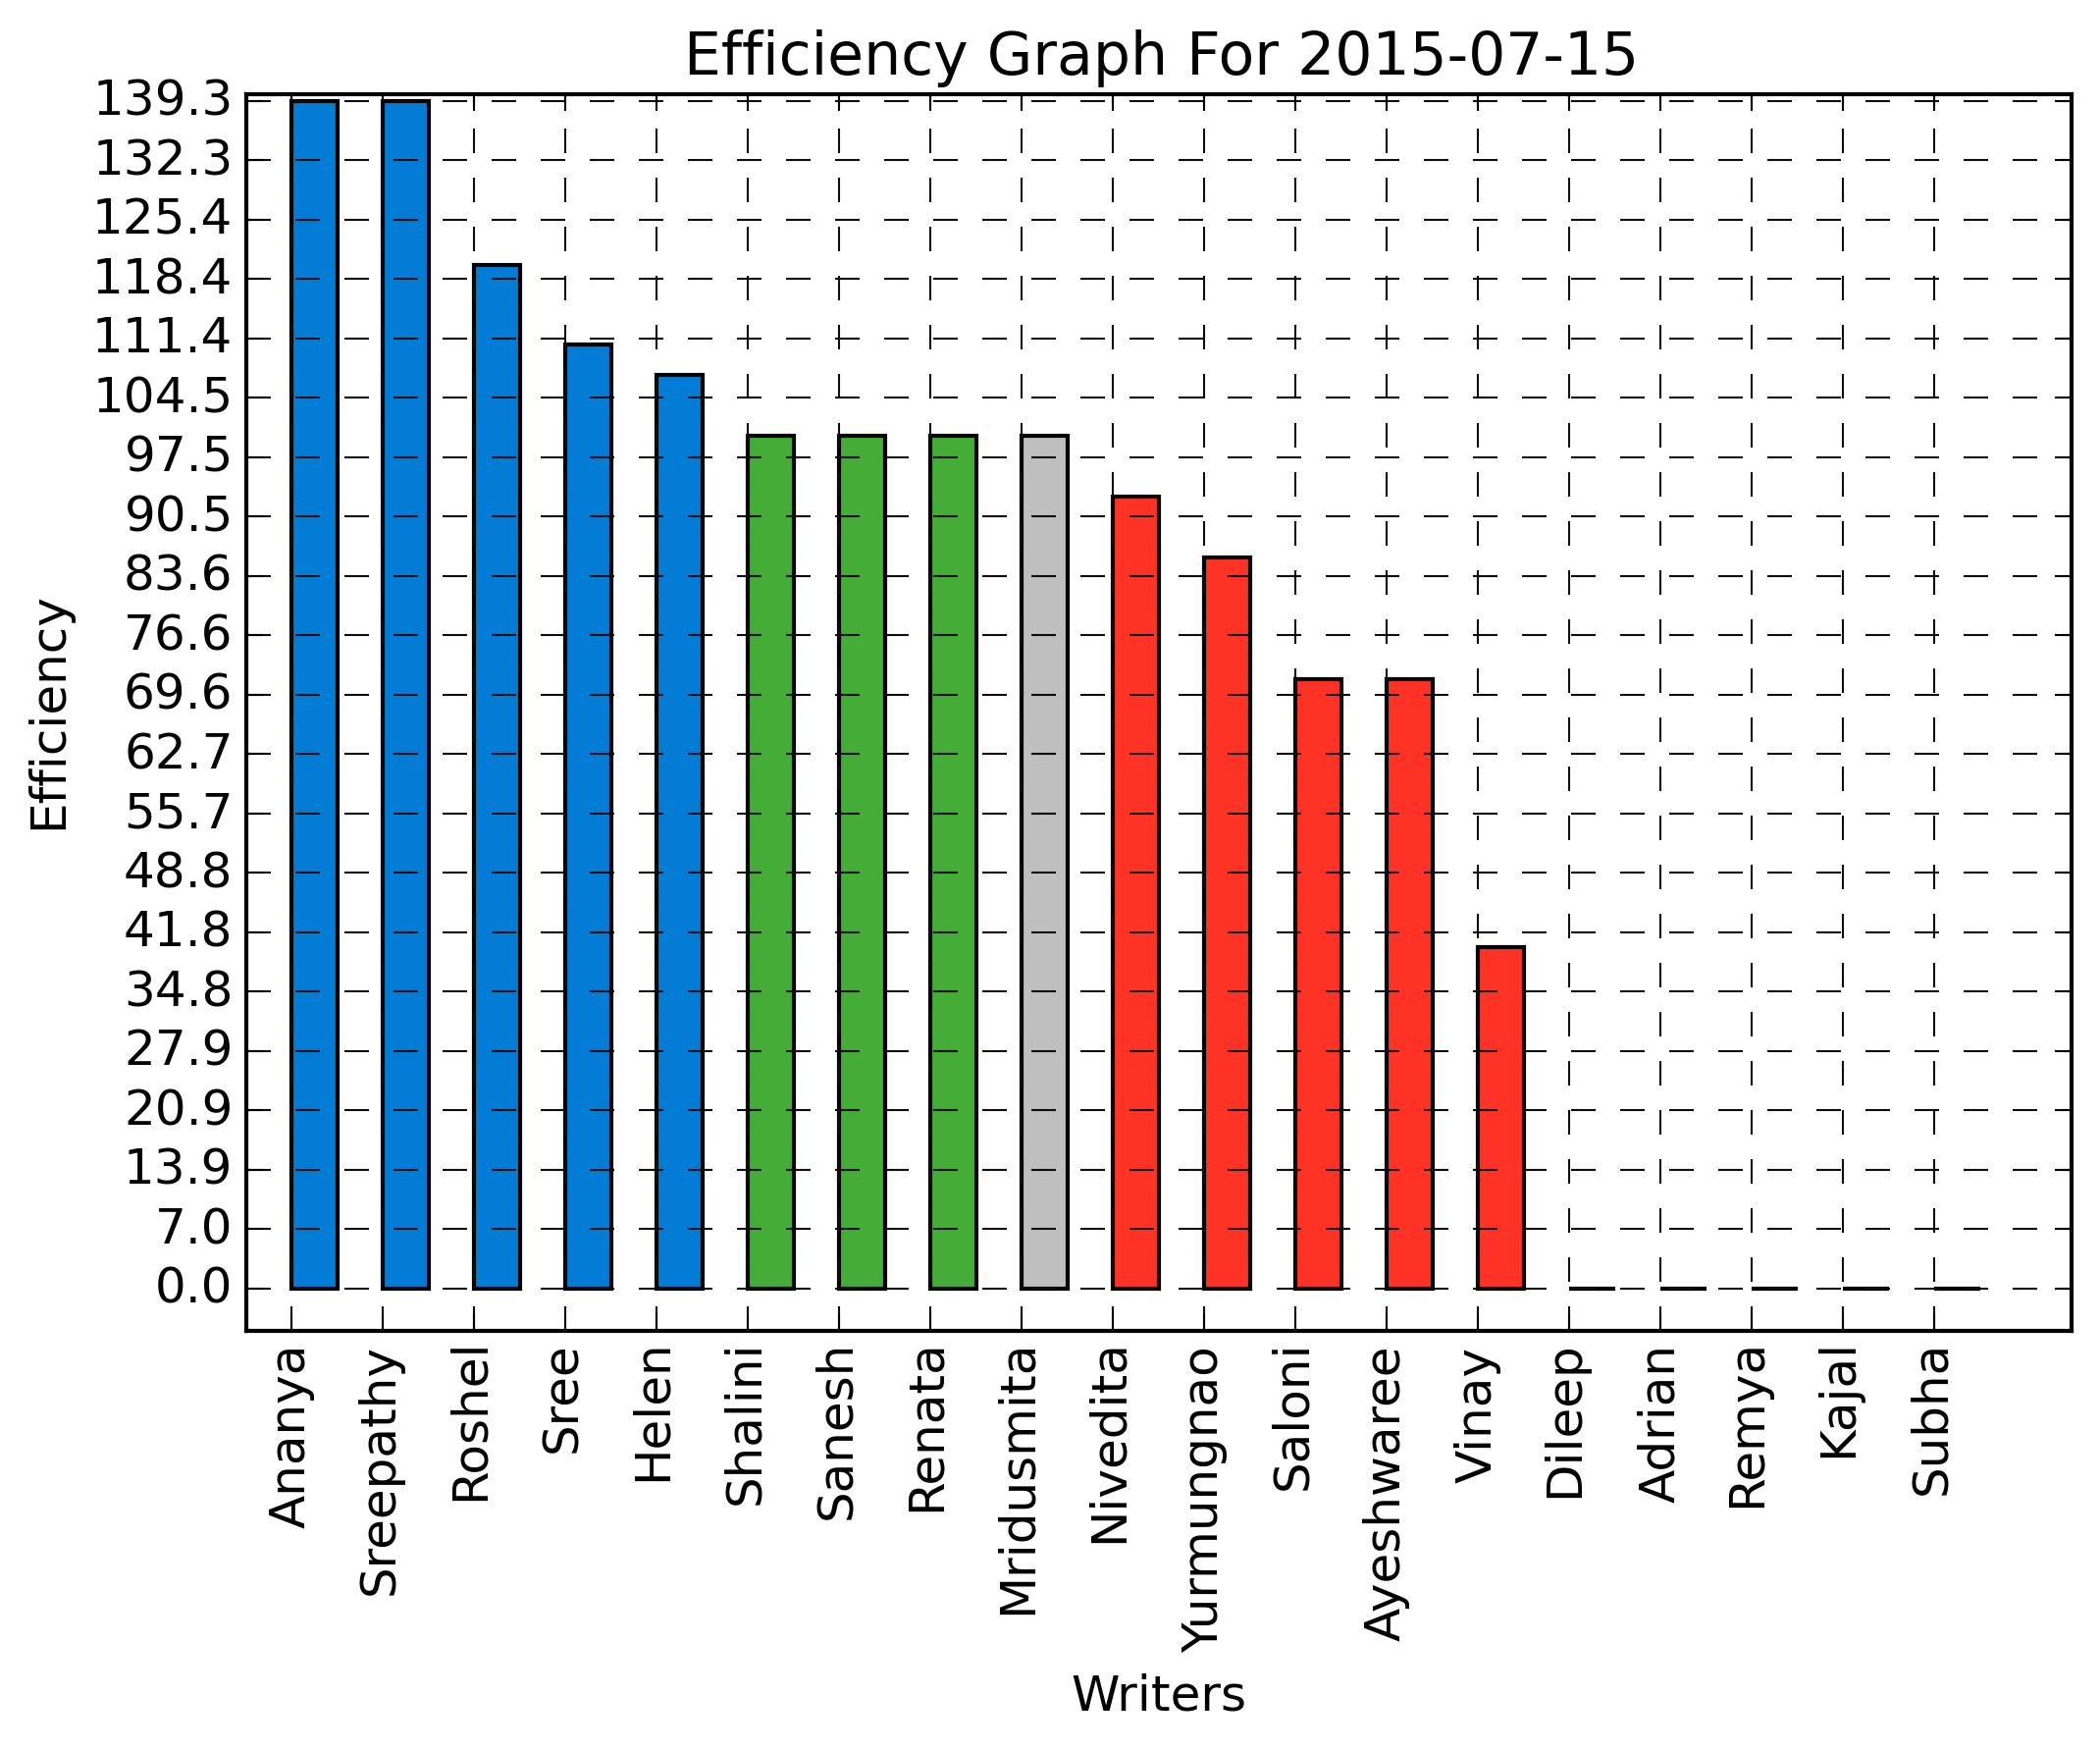 Efficiency Graph For 2015-07-15
139.3
132.3
125.4
118.4
111.4
104.5
97.5
90.5
83.6
76.6
69.6
62.7
55.7
48.8
41.8
34.8
27.9
20.9
13.9
7.0
0.0
Efficiency
Ananya
Sreepathy
Roshel
Sree
Helen
Shalini
Sanesh
Renata
Mridusmita
Nivedita
Yurmungnao
Saloni
Ayeshwaree
Vinay
Dileep
Adrian
Remya
Kajal
Subha
Writers